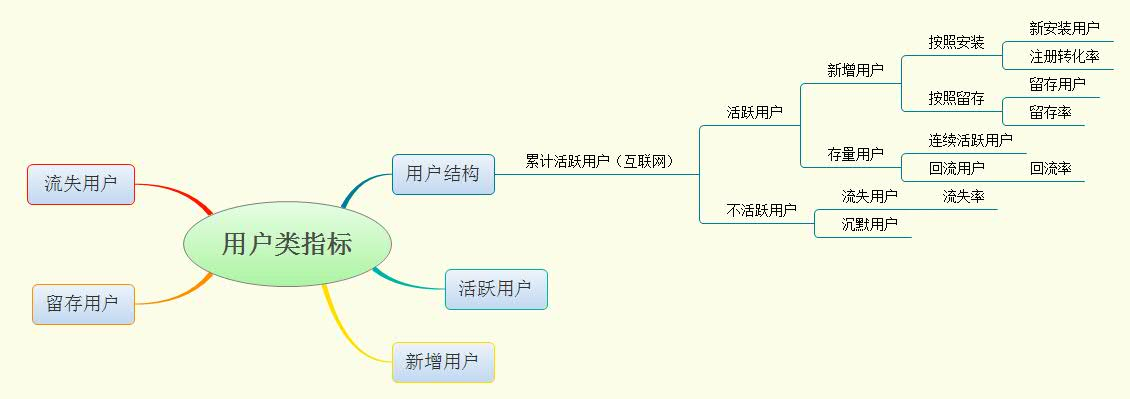 用户类指标
用户结构
累计活跃用户（互联网）
活跃用户
新增用户
按照安装
新安装用户
注册转化率
按照留存
留存用户
留存率
存量用户
连续活跃用户
回流用户
回流率
不活跃用户
流失用户
流失率
沉默用户
活跃用户
新增用户
留存用户
流失用户